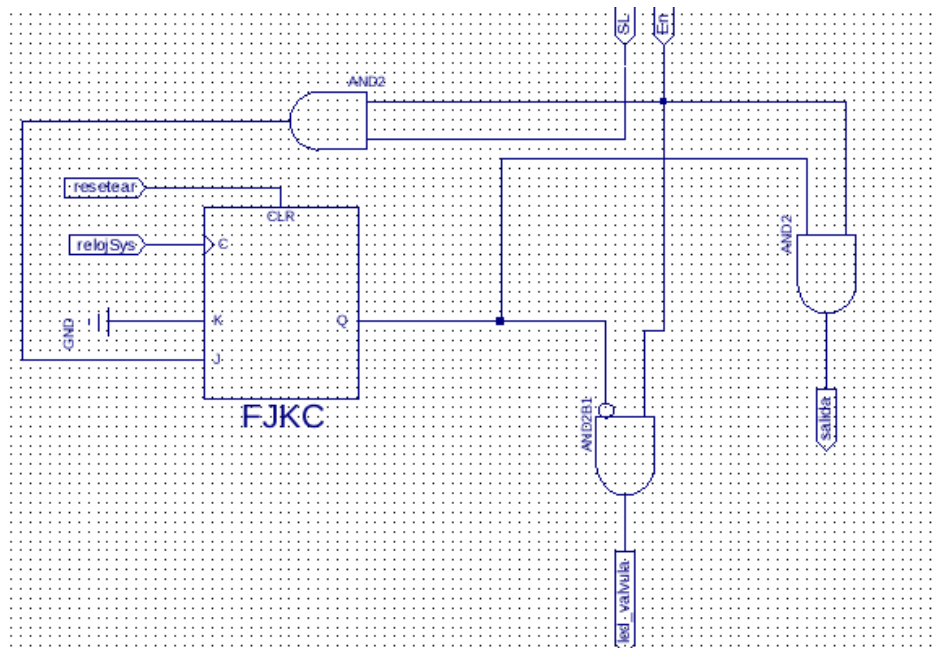 SL
En
AND2
resetear
CLR
relojSys
C
AND2
GND
K
Q
J
FJKC
AND2B1
salida
led_valvula